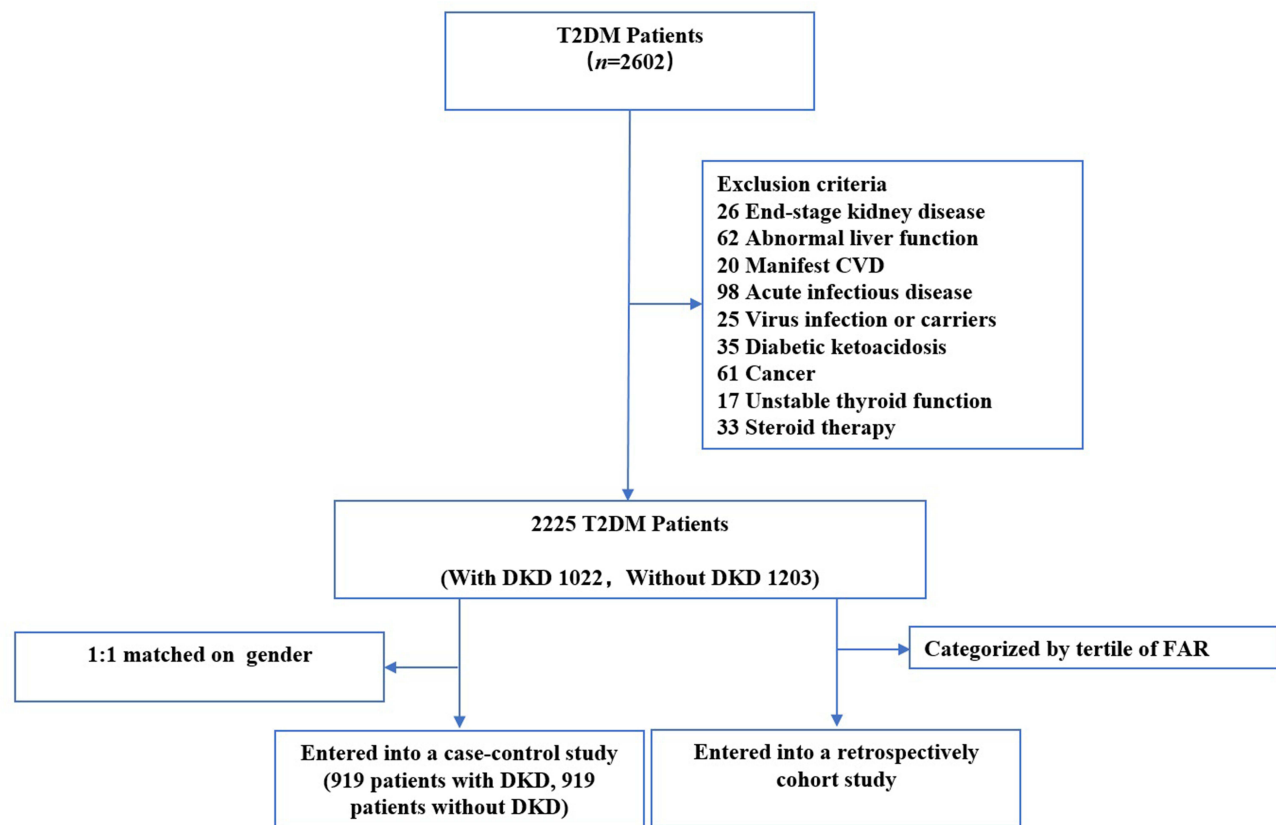 T2DM Patients
(n=2602)
Exclusion criteria
26 End-stage kidney disease
62 Abnormal liver function
20 Manifest CVD
98 Acute infectious disease
25 Virus infection or carriers
35 Diabetic ketoacidosis
61 Cancer
17 Unstable thyroid function
33 Steroid therapy
2225 T2DM Patients
(With DKD 1022，Without DKD 1203)
1:1 matched on gender
Categorized by tertile of FAR
Entered into a case-control study
(919 patients with DKD, 919
patients without DKD)
Entered into a retrospectively
cohort study